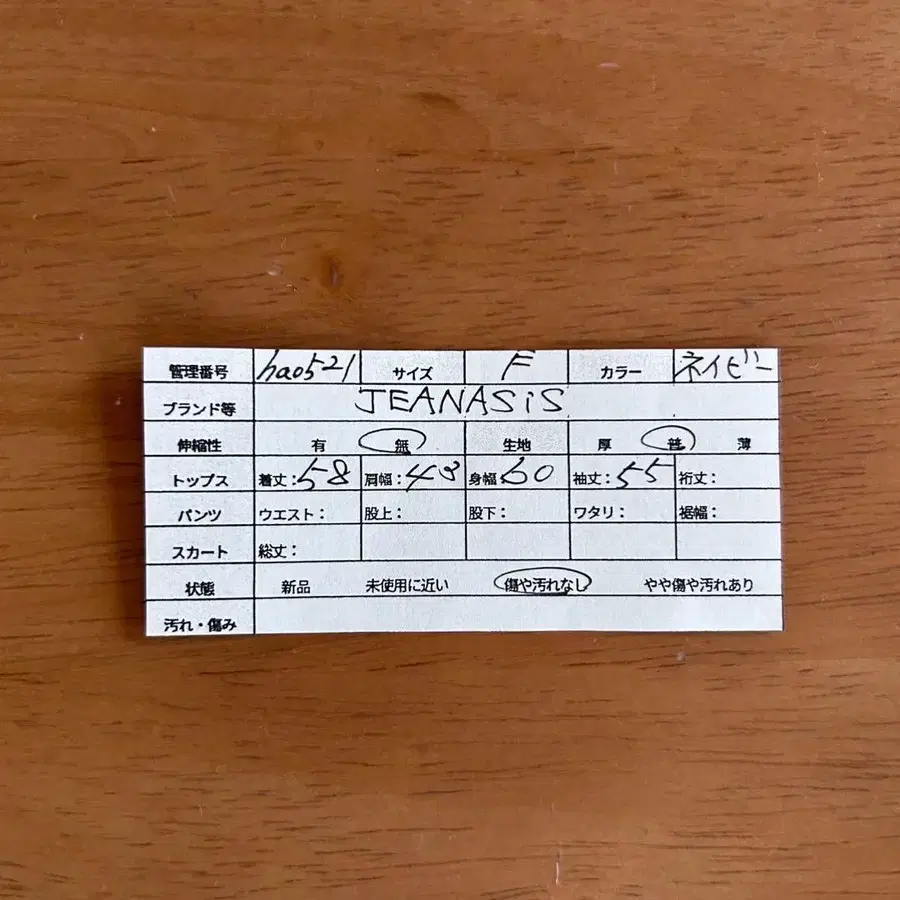 管理番号 hao521 サイズ F カラー ネイビー
ブランド等 JEANASiS
伸縮性 有 無 生地 厚 普 薄
トップス 着丈:58 肩幅:43 身幅 50 袖丈:55 裄丈:
パンツ ウエスト: 股上: 股下: ワタリ: 裾幅:
スカート 総丈:
状態 新品 未使用に近い 傷や汚れなし やや傷や汚れあり
汚れ・傷み